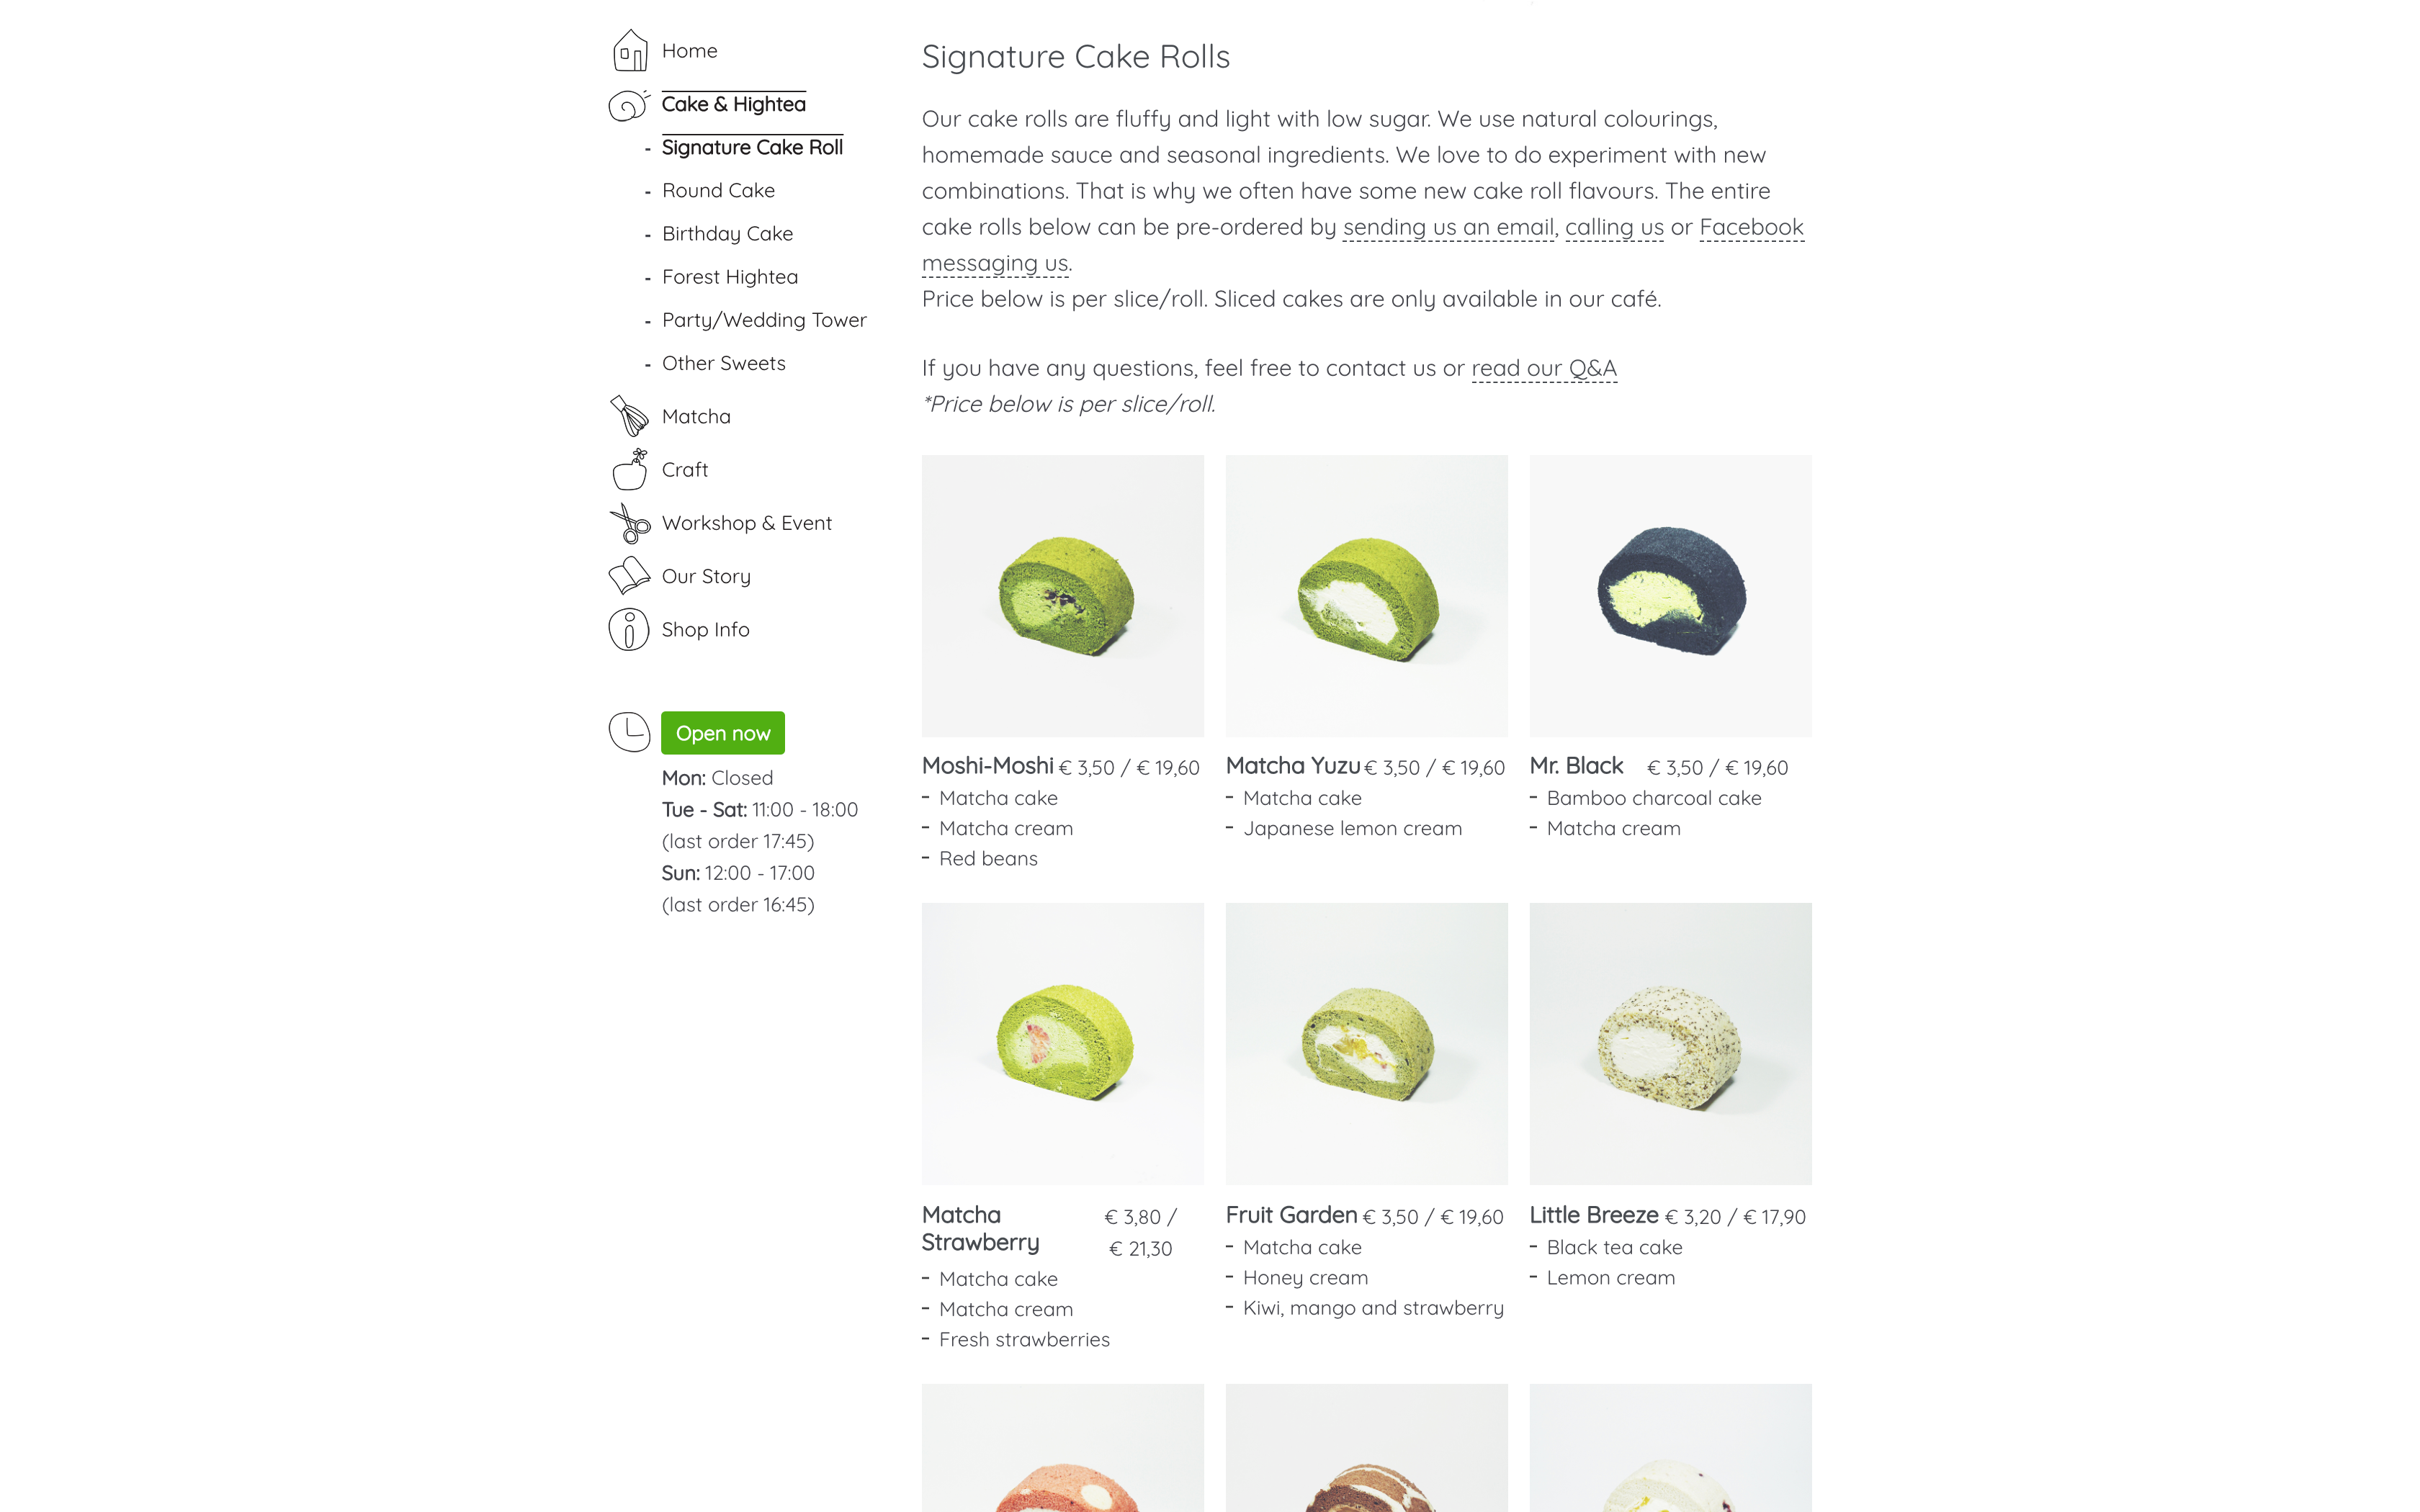 Home
Cake & Hightea
- Signature Cake Roll
- Round Cake
- Birthday Cake
- Forest Hightea
- Party/Wedding Tower
- Other Sweets
Matcha
Craft
Workshop & Event
Our Story
Shop Info
Open now
Mon: Closed
Tue - Sat: 11:00 - 18:00
(last order 17:45)
Sun: 12:00 - 17:00
(last order 16:45)
Signature Cake Rolls
Our cake rolls are fluffy and light with low sugar. We use natural colourings,
homemade sauce and seasonal ingredients. We love to do experiment with new
combinations. That is why we often have some new cake roll flavours. The entire
cake rolls below can be pre-ordered by sending us an email, calling us or Facebook
messaging us.
Price below is per slice/roll. Sliced cakes are only available in our café.
If you have any questions, feel free to contact us or read our Q&A
*Price below is per slice/roll.
Moshi-Moshi € 3,50 / € 19,60
- Matcha cake
- Matcha cream
- Red beans
Matcha Yuzu € 3,50 / € 19,60
- Matcha cake
- Japanese lemon cream
Mr. Black € 3,50 / € 19,60
- Bamboo charcoal cake
- Matcha cream
Matcha
Strawberry
€ 3,80 /
€ 21,30
- Matcha cake
- Matcha cream
- Fresh strawberries
Fruit Garden € 3,50 / € 19,60
- Matcha cake
- Honey cream
- Kiwi, mango and strawberry
Little Breeze € 3,20 / € 17,90
- Black tea cake
- Lemon cream